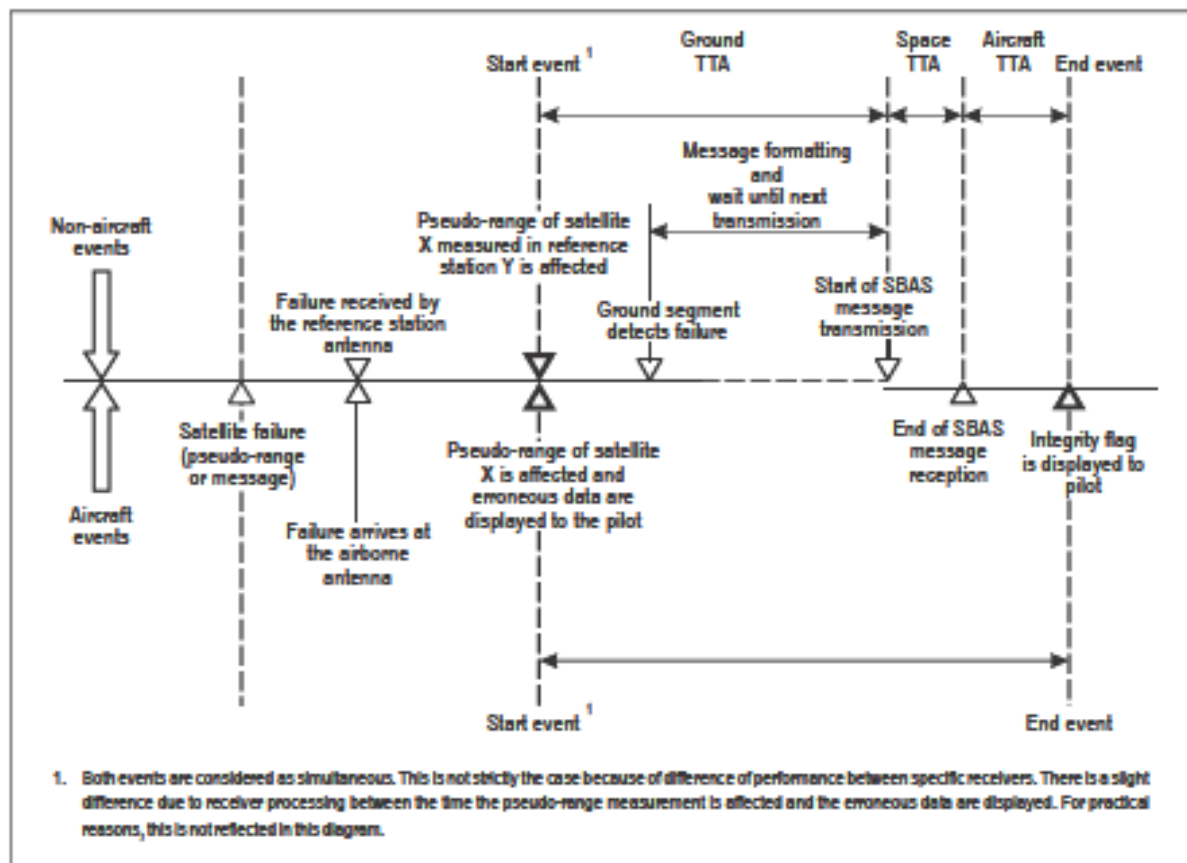 Ground
TTA
Space
TTA
Aircraft
TTA
Start event 1
End event
Message formatting
and
wait until next
transmission
Non-aircraft
events
Pseudo-range of satellite
X measured in reference
station Y is affected
Failure received by
the reference station
antenna
Ground segment
detects failure
Start of SBAS
message
transmission
Satellite failure
(pseudo-range
or message)
Pseudo-range of satellite
X is affected and
erroneous data are
displayed to the pilot
End of SBAS
message
reception
Integrity flag
is displayed to
pilot
Aircraft
events
Failure arrives at
the airborne
antenna
Start event 1
End event
1. Both events are considered as simultaneous. This is not strictly the case because of difference of performance between specific receivers. There is a slight
difference due to receiver processing between the time the pseudo-range measurement is affected and the erroneous data are displayed. For practical
reasons, this is not reflected in this diagram.